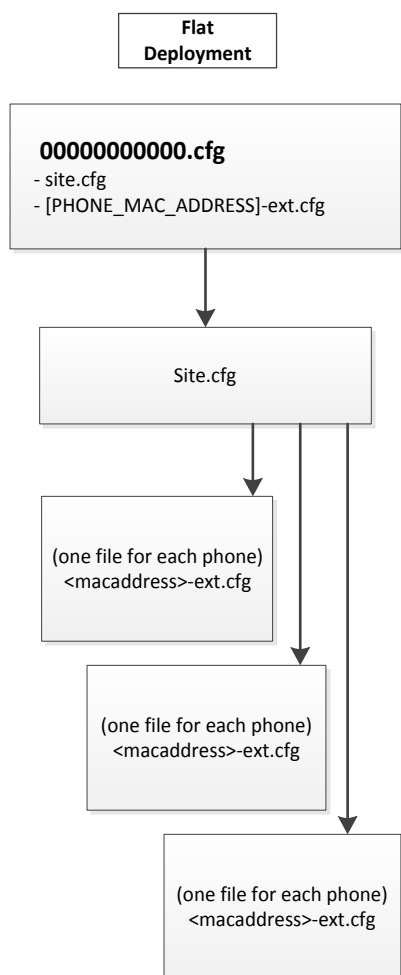 Flat
Deployment
00000000000.cfg
- site.cfg
- [PHONE_MAC_ADDRESS]-ext.cfg
Site.cfg
(one file for each phone)
<macaddress>-ext.cfg
(one file for each phone)
<macaddress>-ext.cfg
(one file for each phone)
<macaddress>-ext.cfg